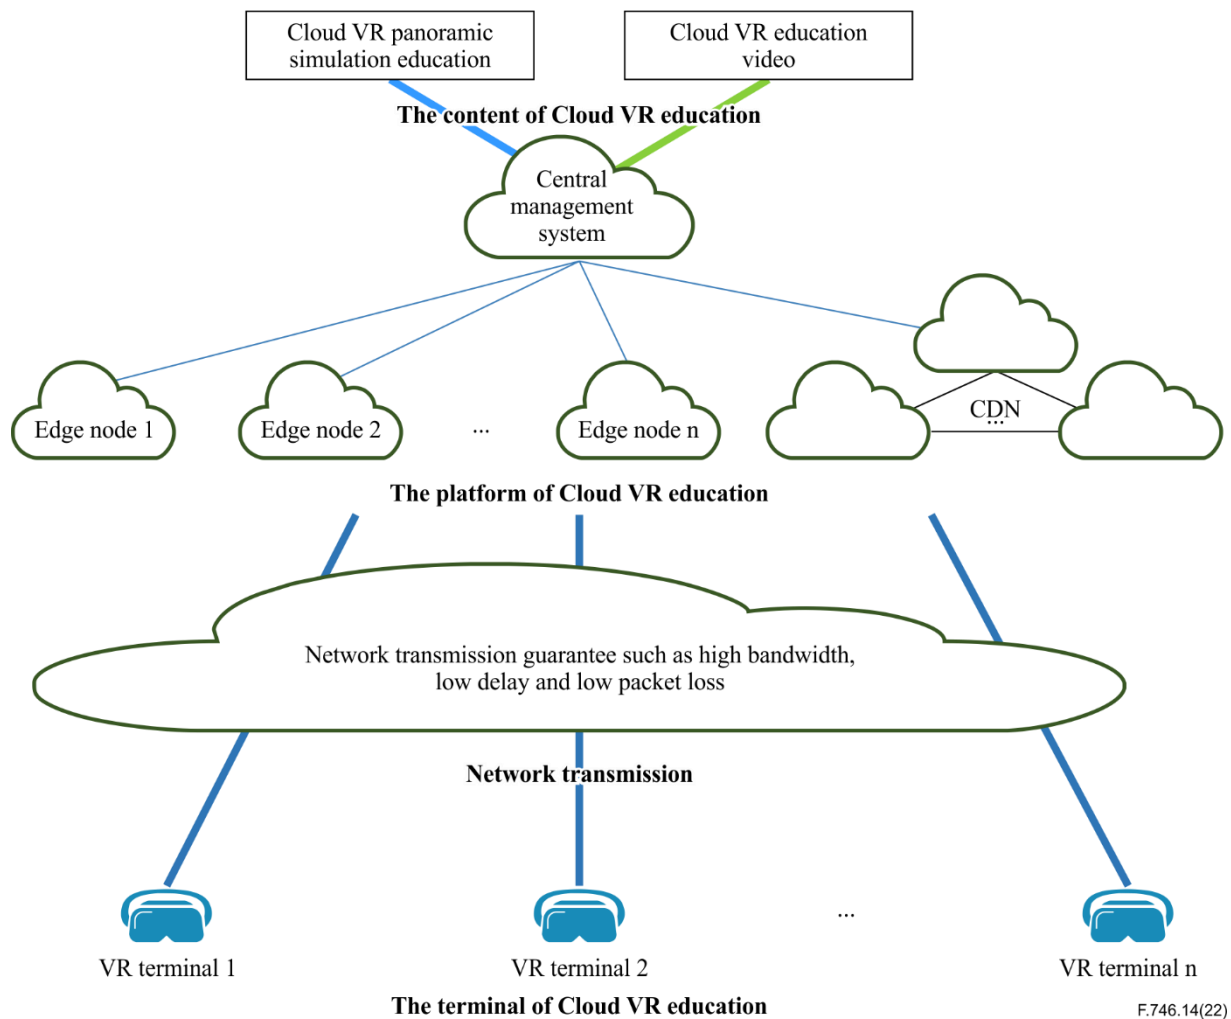 Cloud VR panoramic
simulation education
Cloud VR education
video
The content of Cloud VR education
Central
management
system
Edge node 1
Edge node 2
...
Edge node n
CDN
...
The platform of Cloud VR education
Network transmission guarantee such as high bandwidth,
low delay and low packet loss
Network transmission
...
VR terminal 1
VR terminal 2
VR terminal n
The terminal of Cloud VR education
F.746.14(22)